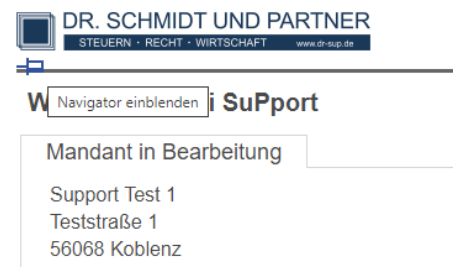 DR. SCHMIDT UND PARTNER
STEUERN · RECHT · WIRTSCHAFT www.dr-sup.de
W
Navigator einblenden
i SuPport
Mandant in Bearbeitung
Support Test 1
Teststraße 1
56068 Koblenz